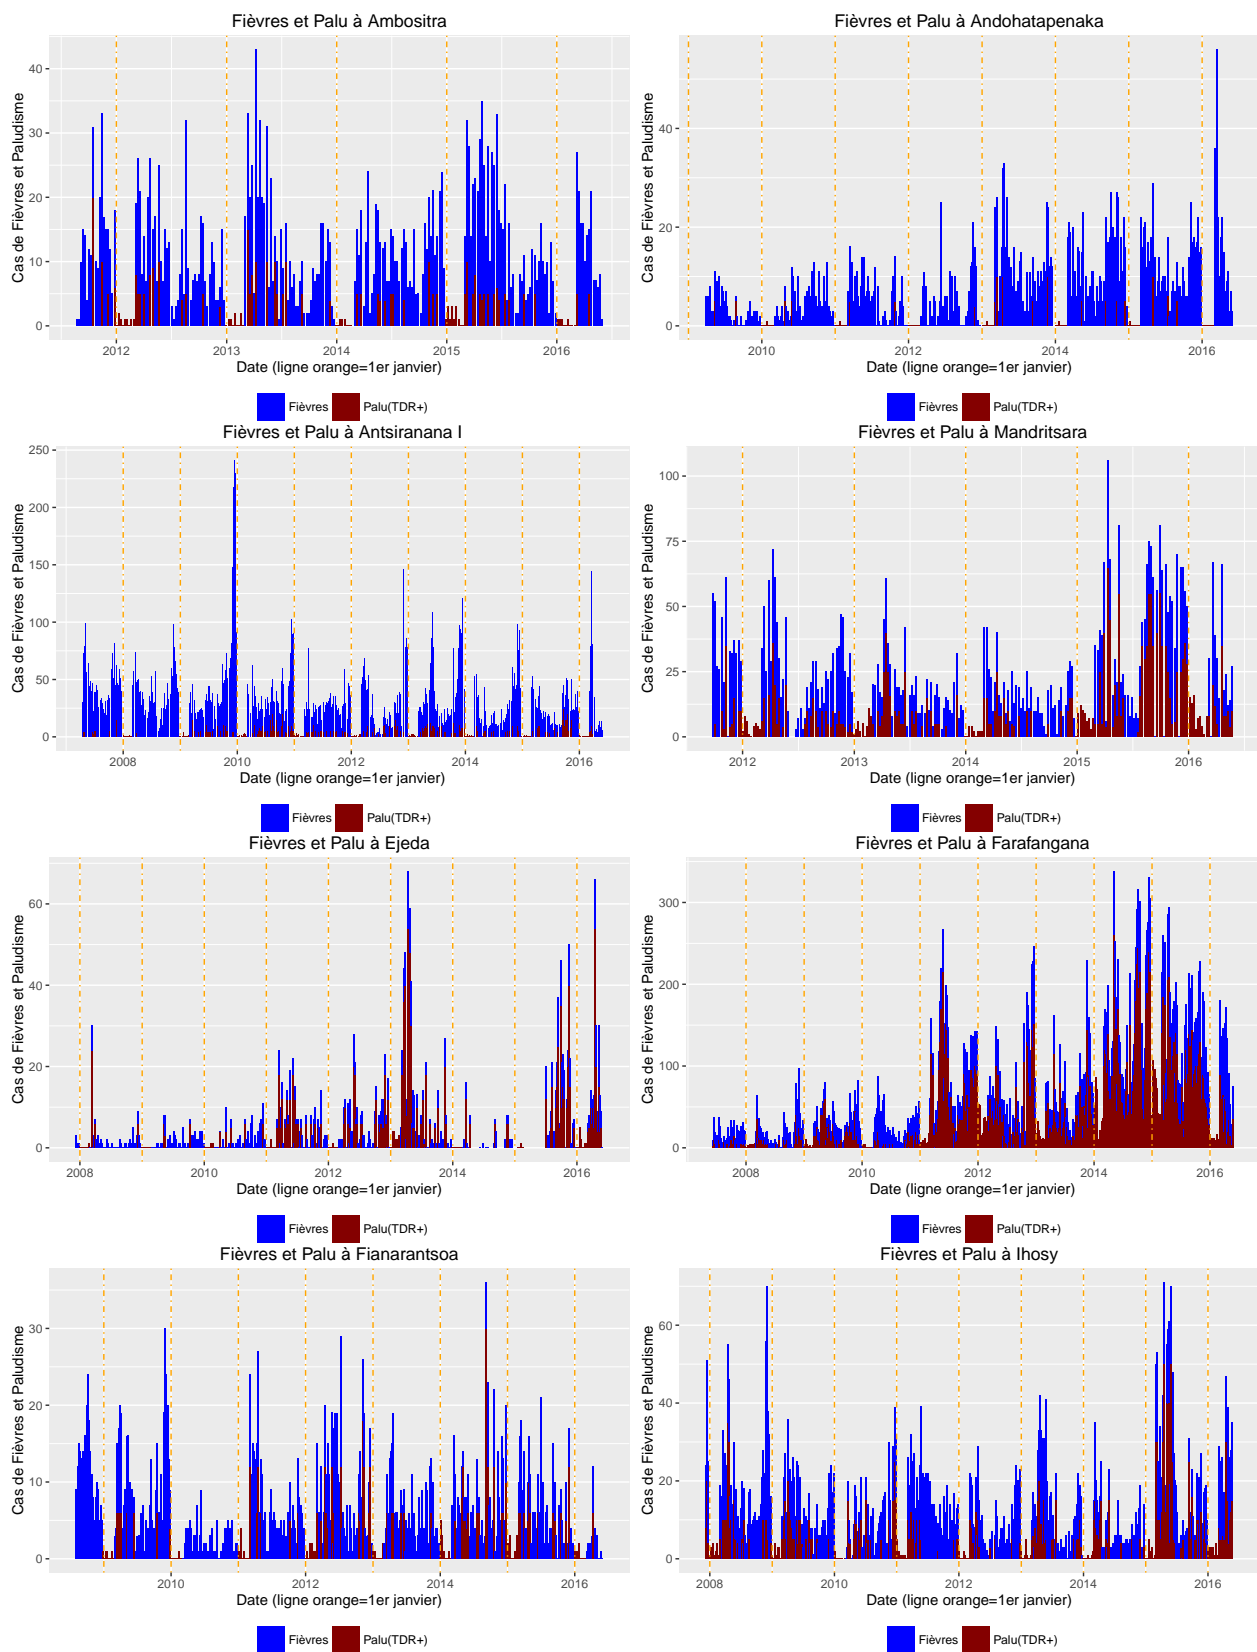 Fièvres et Palu à Ambositra
Cas de Fièvres et Paludisme
40
30
20
10
0
2012 2013 2014 2015 2016
Date (ligne orange=1er janvier)
Fièvres Palu(TDR+)
Fièvres et Palu à Andohatapenaka
Cas de Fièvres et Paludisme
40
20
0
2010 2012 2014 2016
Date (ligne orange=1er janvier)
Fièvres Palu(TDR+)
Fièvres et Palu à Antsiranana I
Cas de Fièvres et Paludisme
250
200
150
100
50
0
2008 2010 2012 2014 2016
Date (ligne orange=1er janvier)
Fièvres Palu(TDR+)
Fièvres et Palu à Mandritsara
Cas de Fièvres et Paludisme
100
75
50
25
0
2012 2013 2014 2015 2016
Date (ligne orange=1er janvier)
Fièvres Palu(TDR+)
Fièvres et Palu à Ejeda
Cas de Fièvres et Paludisme
60
40
20
0
2008 2010 2012 2014 2016
Date (ligne orange=1er janvier)
Fièvres Palu(TDR+)
Fièvres et Palu à Farafangana
Cas de Fièvres et Paludisme
300
200
100
0
2008 2010 2012 2014 2016
Date (ligne orange=1er janvier)
Fièvres Palu(TDR+)
Fièvres et Palu à Fianarantsoa
Cas de Fièvres et Paludisme
30
20
10
0
2010 2012 2014 2016
Date (ligne orange=1er janvier)
Fièvres Palu(TDR+)
Fièvres et Palu à Ihosy
Cas de Fièvres et Paludisme
60
40
20
0
2008 2010 2012 2014 2016
Date (ligne orange=1er janvier)
Fièvres Palu(TDR+)